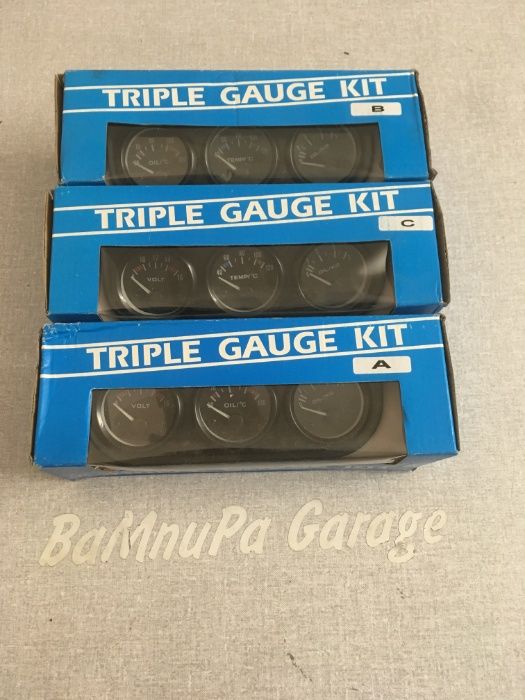 TRIPLE GAUGE KIT
B
OIL/°C
TEMP/°C
TRIPLE GAUGE KIT
C
VOLT
TEMP/°C
TRIPLE GAUGE KIT
A
VOLT
OIL/°C
BaMnuPa Garage